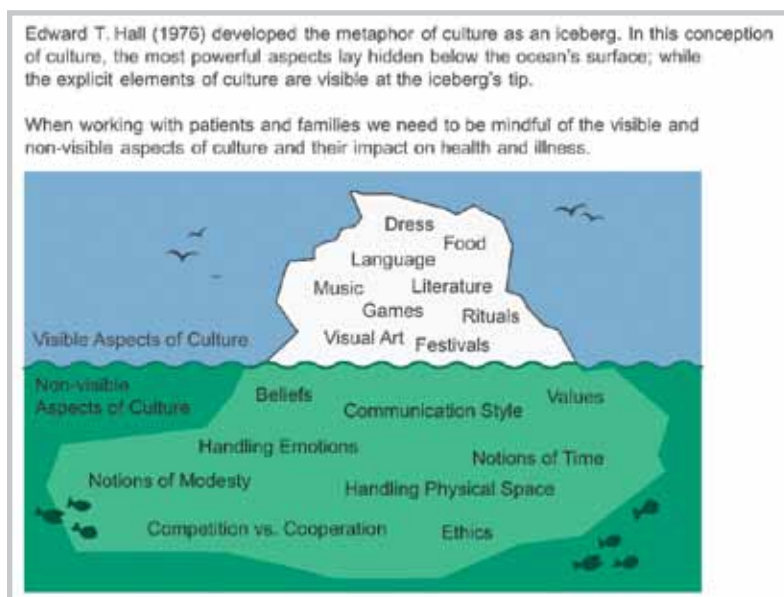 Edward T. Hall (1976) developed the metaphor of culture as an iceberg. In this conception
of culture, the most powerful aspects lay hidden below the ocean's surface; while
the explicit elements of culture are visible at the iceberg's tip.
When working with patients and families we need to be mindful of the visible and
non-visible aspects of culture and their impact on health and illness.
Dress
Food
Language
Music
Literature
Games
Rituals
Visual Art
Festivals
Visible Aspects of Culture
Non-visible
Aspects of Culture
Beliefs
Values
Communication Style
Handling Emotions
Notions of Time
Notions of Modesty
Handling Physical Space
Competition vs. Cooperation
Ethics